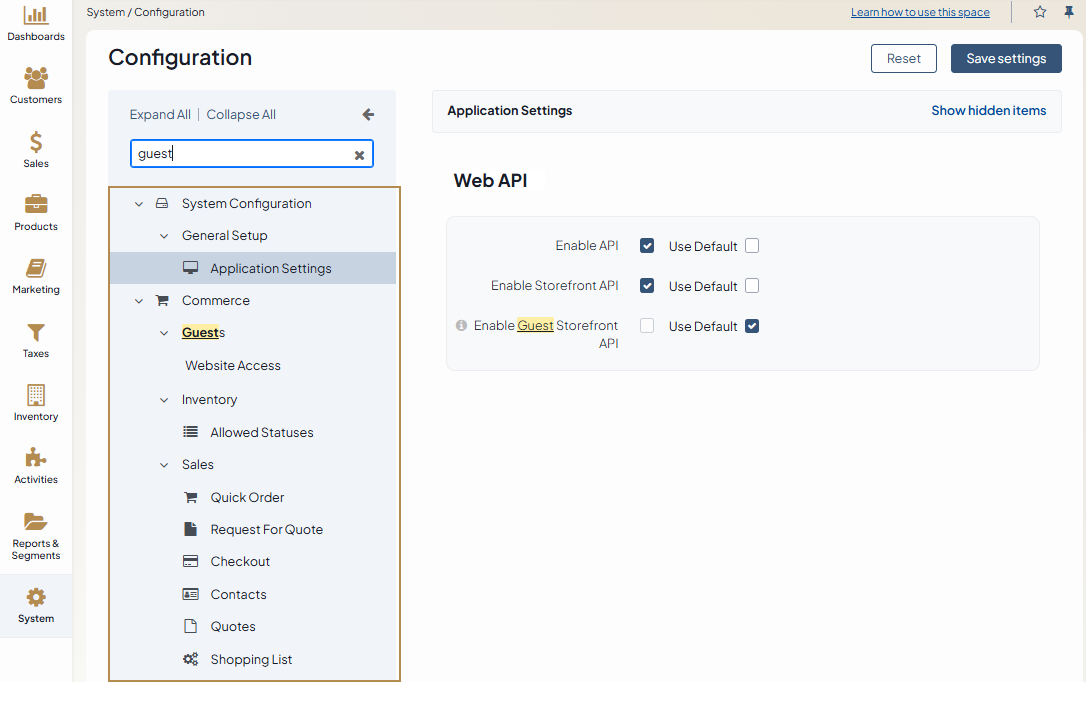 Dashboards
Customers
Sales
Products
Marketing
Taxes
Inventory
Activities
Reports &
Segments
System
System / Configuration
Learn how to use this space
Configuration
Reset
Save settings
Expand All | Collapse All
guest
System Configuration
General Setup
Application Settings
Commerce
Guests
Website Access
Inventory
Allowed Statuses
Sales
Quick Order
Request For Quote
Checkout
Contacts
Quotes
Shopping List
Application Settings
Show hidden items
Web API
Enable API Use Default
Enable Storefront API Use Default
Enable Guest Storefront Use Default
API